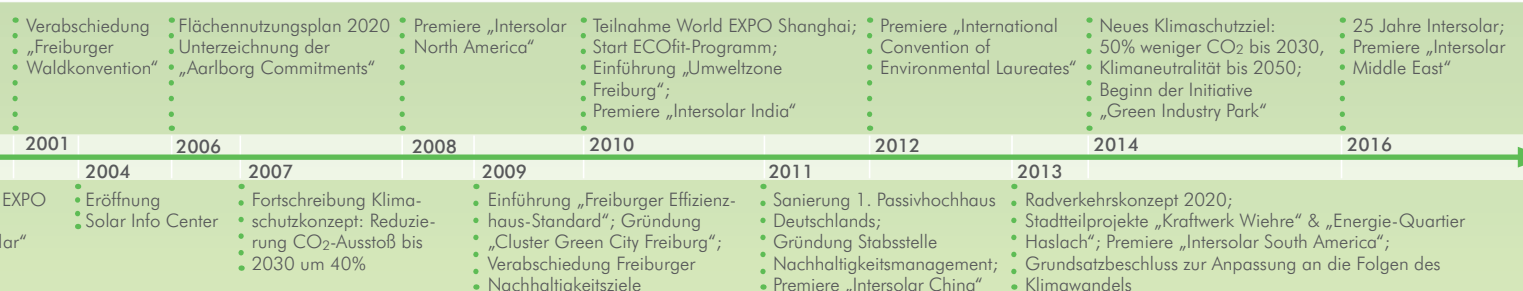 Verabschiedung
„Freiburger
Waldkonvention“
Flächennutzungsplan 2020
Unterzeichnung der
„Aarlborg Commitments“
Premiere „Intersolar
North America“
Teilnahme World EXPO Shanghai;
Start ECOfit-Programm;
Einführung „Umweltzone
Freiburg“;
Premiere „Intersolar India“
Premiere „International
Convention of
Environmental Laureates“
Neues Klimaschutzziel:
50% weniger CO2 bis 2030,
Klimaneutralität bis 2050;
Beginn der Initiative
„Green Industry Park“
25 Jahre Intersolar;
Premiere „Intersolar
Middle East“
2001
2006
2008
2010
2012
2014
2016
2004
2007
2009
2011
2013
EXPO
lar“
Eröffnung
Solar Info Center
Fortschreibung Klima-
schutzkonzept: Reduzie-
rung CO2-Ausstoß bis
2030 um 40%
Einführung „Freiburger Effizienz-
haus-Standard“; Gründung
„Cluster Green City Freiburg“;
Verabschiedung Freiburger
Nachhaltigkeitsziele
Sanierung 1. Passivhochhaus
Deutschlands;
Gründung Stabsstelle
Nachhaltigkeitsmanagement;
Premiere „Intersolar China“
Radverkehrskonzept 2020;
Stadtteilprojekte „Kraftwerk Wiehre“ & „Energie-Quartier
Haslach“; Premiere „Intersolar South America“;
Grundsatzbeschluss zur Anpassung an die Folgen des
Klimawandels